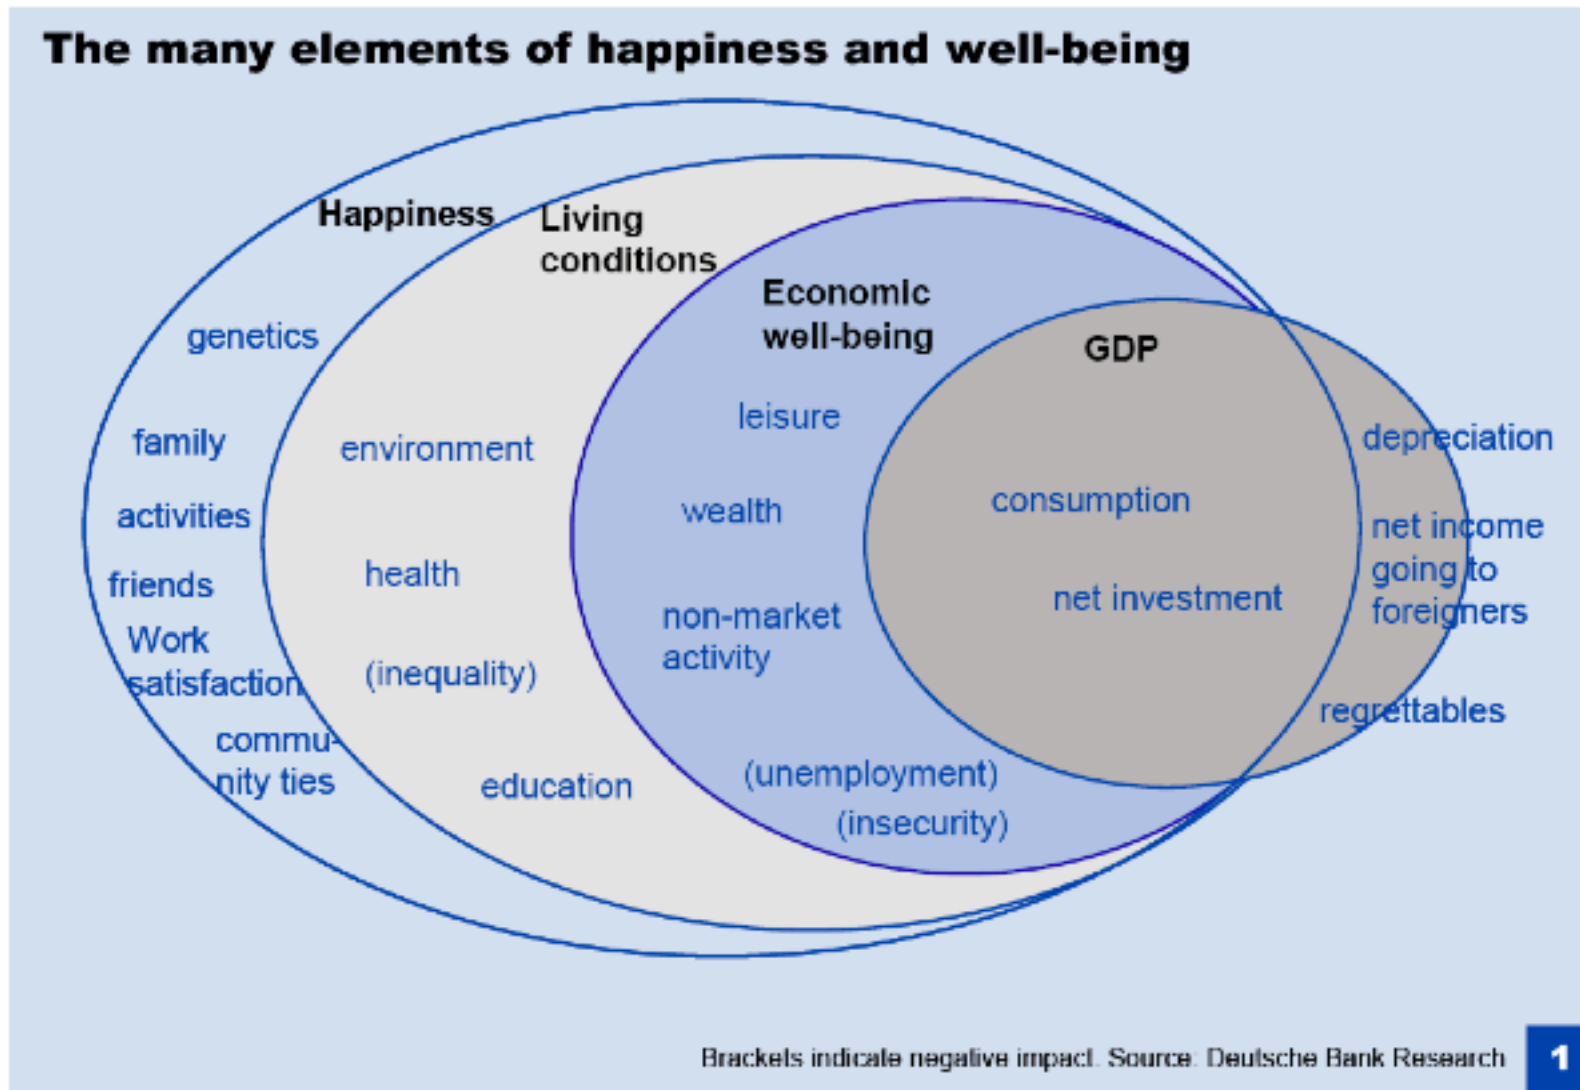 The many elements of happiness and well-being
Happiness
Living
conditions
Economic
well-being
GDP
genetics
family
activities
friends
Work
satisfaction
commu-
nity ties
environment
health
(inequality)
education
leisure
wealth
non-market
activity
(unemployment)
(insecurity)
consumption
net investment
depreciation
net income
going to
foreigners
regrettables
Brackets indicate negative impact. Source: Deutsche Bank Research
1